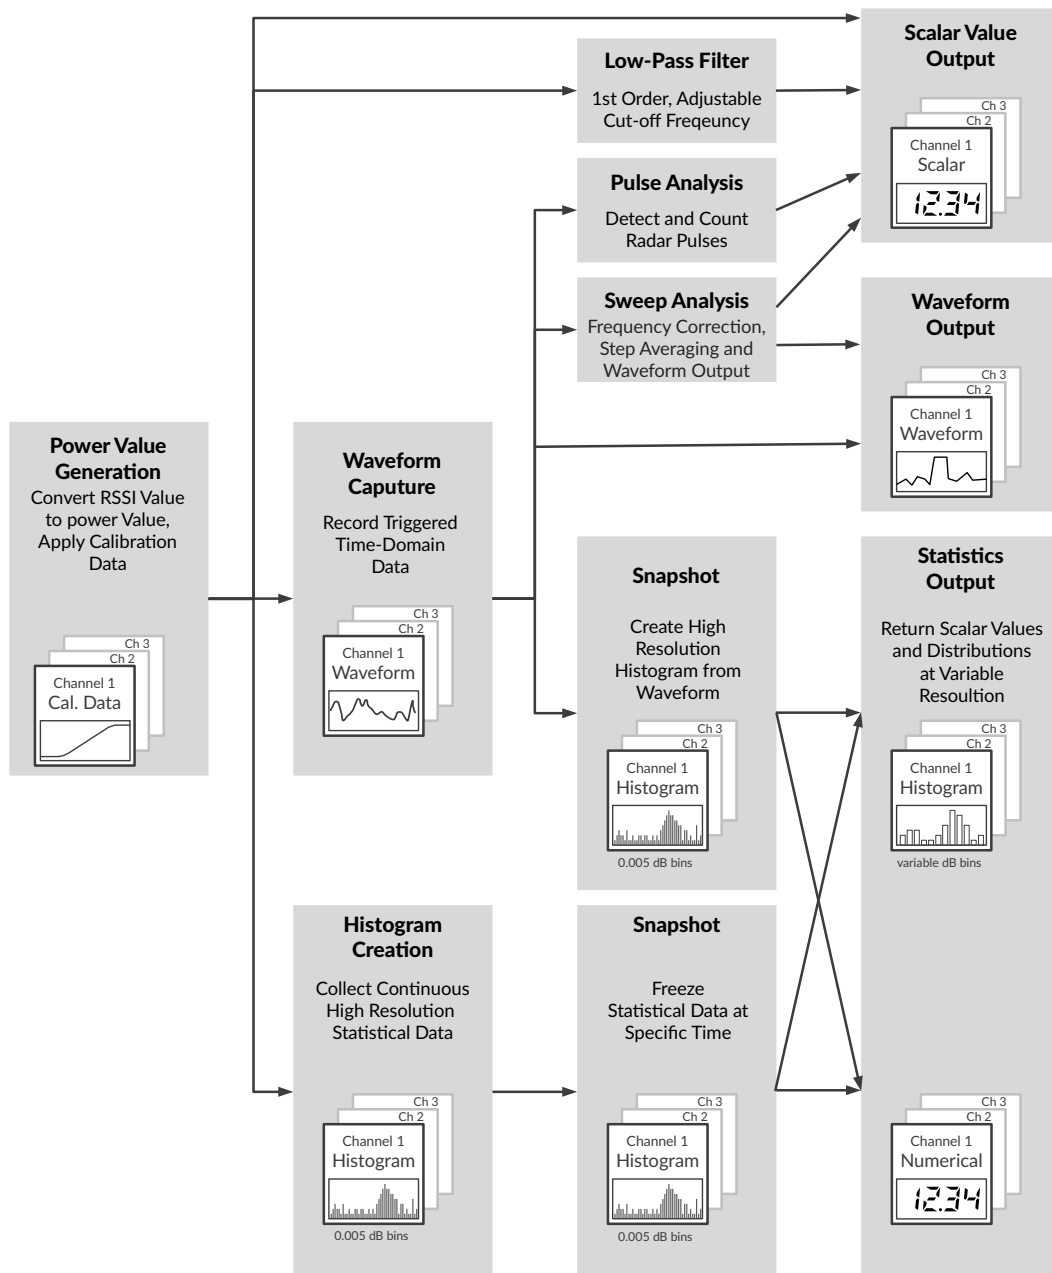 Low-Pass Filter
1st Order, Adjustable
Cut-off Freqeuncy
Scalar Value
Output
Ch 3
Ch 2
Channel 1
Scalar
12.34
Pulse Analysis
Detect and Count
Radar Pulses
Sweep Analysis
Frequency Correction,
Step Averaging and
Waveform Output
Waveform
Output
Ch 3
Ch 2
Channel 1
Waveform
Power Value
Generation
Convert RSSI Value
to power Value,
Apply Calibration
Data
Ch 3
Ch 2
Channel 1
Cal. Data
Waveform
Caputure
Record Triggered
Time-Domain
Data
Ch 3
Ch 2
Channel 1
Waveform
Snapshot
Create High
Resolution
Histogram from
Waveform
Ch 3
Ch 2
Channel 1
Histogram
0.005 dB bins
Statistics
Output
Return Scalar Values
and Distributions
at Variable
Resoultion
Ch 3
Ch 2
Channel 1
Histogram
variable dB bins
Histogram
Creation
Collect Continuous
High Resolution
Statistical Data
Ch 3
Ch 2
Channel 1
Histogram
0.005 dB bins
Snapshot
Freeze
Statistical Data at
Specific Time
Ch 3
Ch 2
Channel 1
Histogram
0.005 dB bins
Ch 3
Ch 2
Channel 1
Numerical
12.34